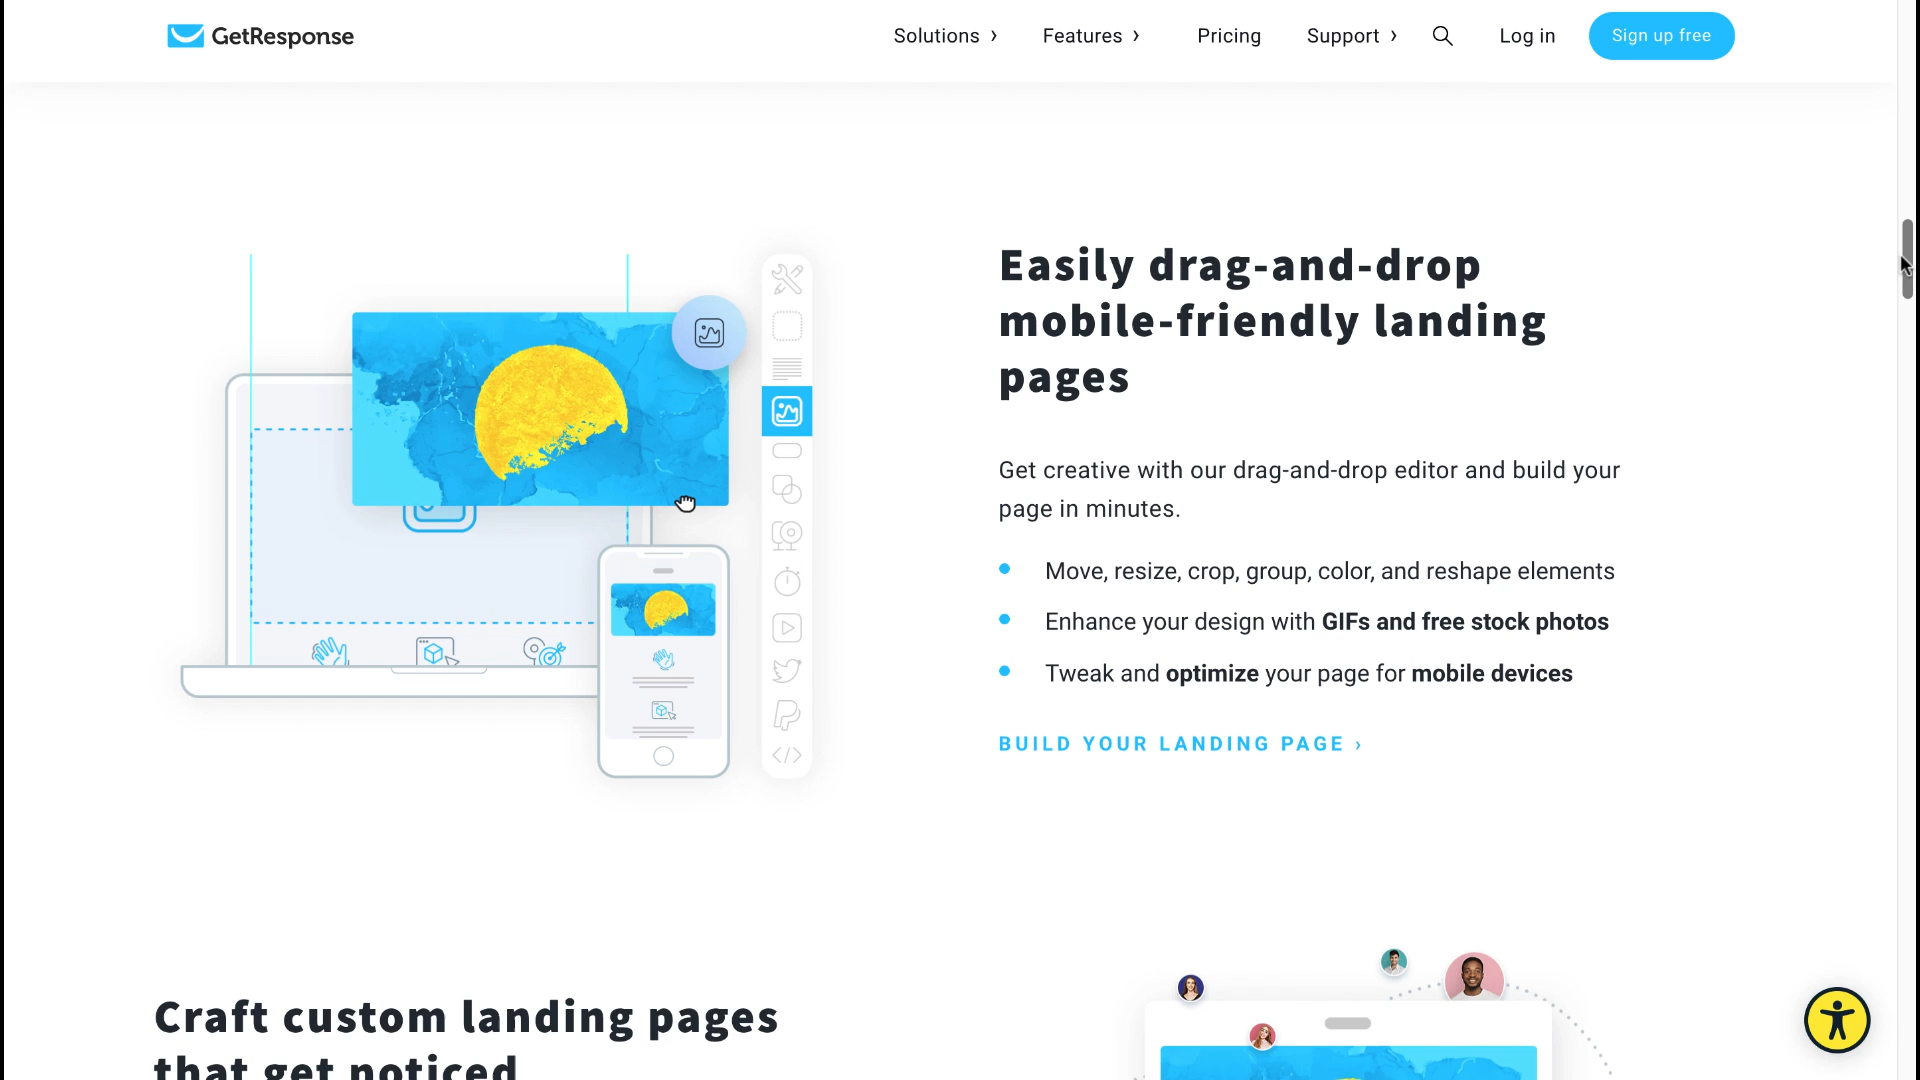 GetResponse
Solutions ›
Features ›
Pricing
Support ›
Log in
Sign up free
Easily drag-and-drop
mobile-friendly landing
pages
Get creative with our drag-and-drop editor and build your
page in minutes.
Move, resize, crop, group, color, and reshape elements
Enhance your design with GIFs and free stock photos
Tweak and optimize your page for mobile devices
BUILD YOUR LANDING PAGE ›
Craft custom landing pages
that get noticed